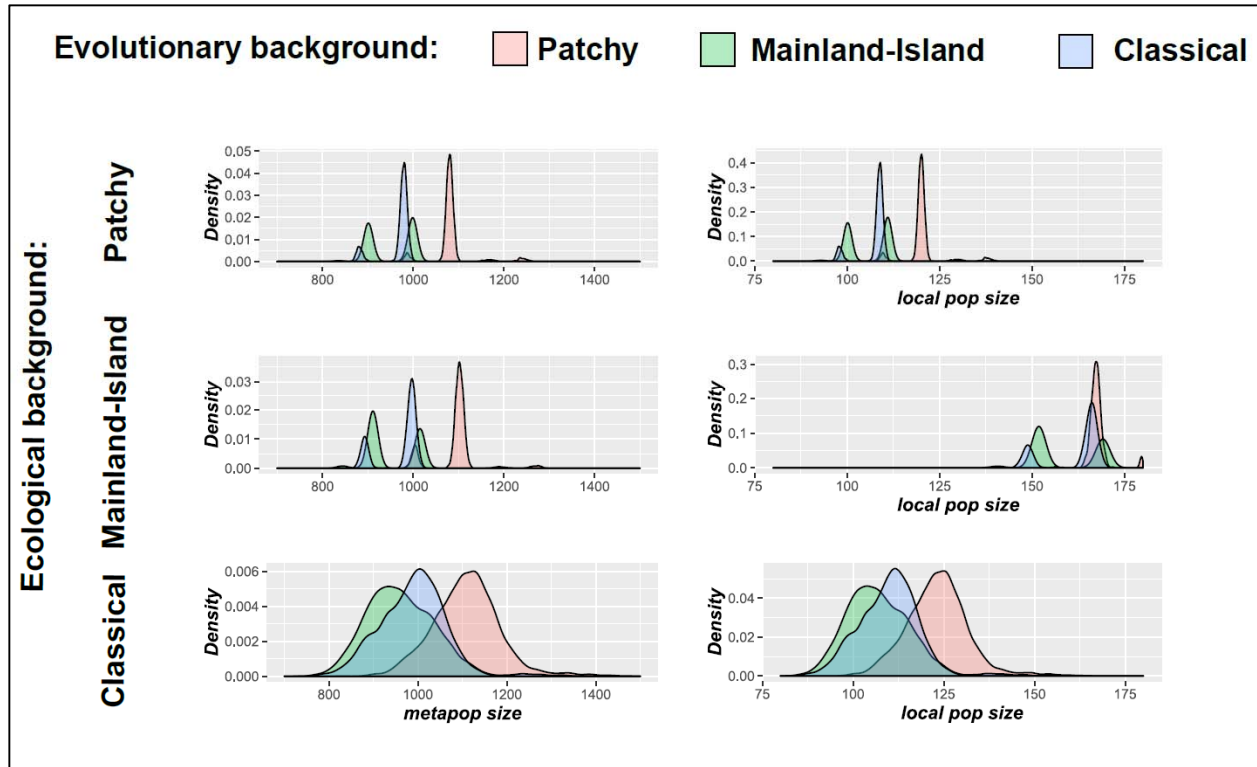 Evolutionary background: Patchy Mainland-Island Classical
Ecological background:
Patchy
Density
0.05
0.04
0.03
0.02
0.01
0.00
800 1000 1200 1400
Density
0.4
0.3
0.2
0.1
0.0
75 100 125 150 175
local pop size
Mainland-Island
Density
0.03
0.02
0.01
0.00
800 1000 1200 1400
Density
0.3
0.2
0.1
0.0
75 100 125 150 175
local pop size
Classical
Density
0.006
0.004
0.002
0.000
800 1000 1200 1400
metapop size
Density
0.04
0.02
0.00
75 100 125 150 175
local pop size